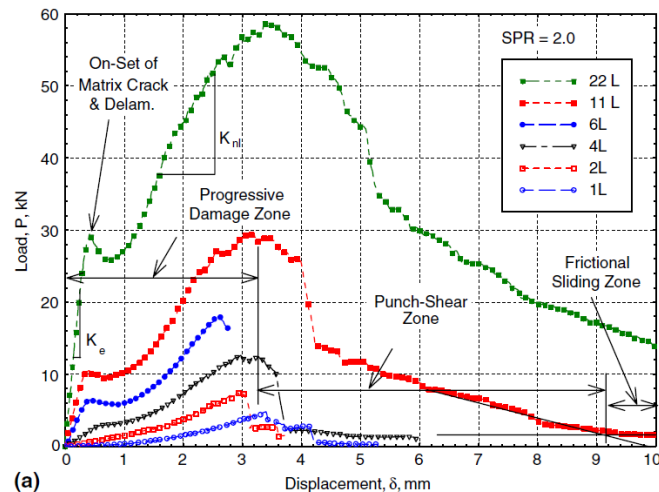 60
50
40
30
20
10
0
Load, P, kN
On-Set of
Matrix Crack
& Delam.
K_nl
Progressive
Damage Zone
K_e
SPR = 2.0
22 L
11 L
6L
4L
2L
1L
Punch-Shear
Zone
Frictional
Sliding Zone
0 1 2 3 4 5 6 7 8 9 10
(a)
Displacement, δ, mm